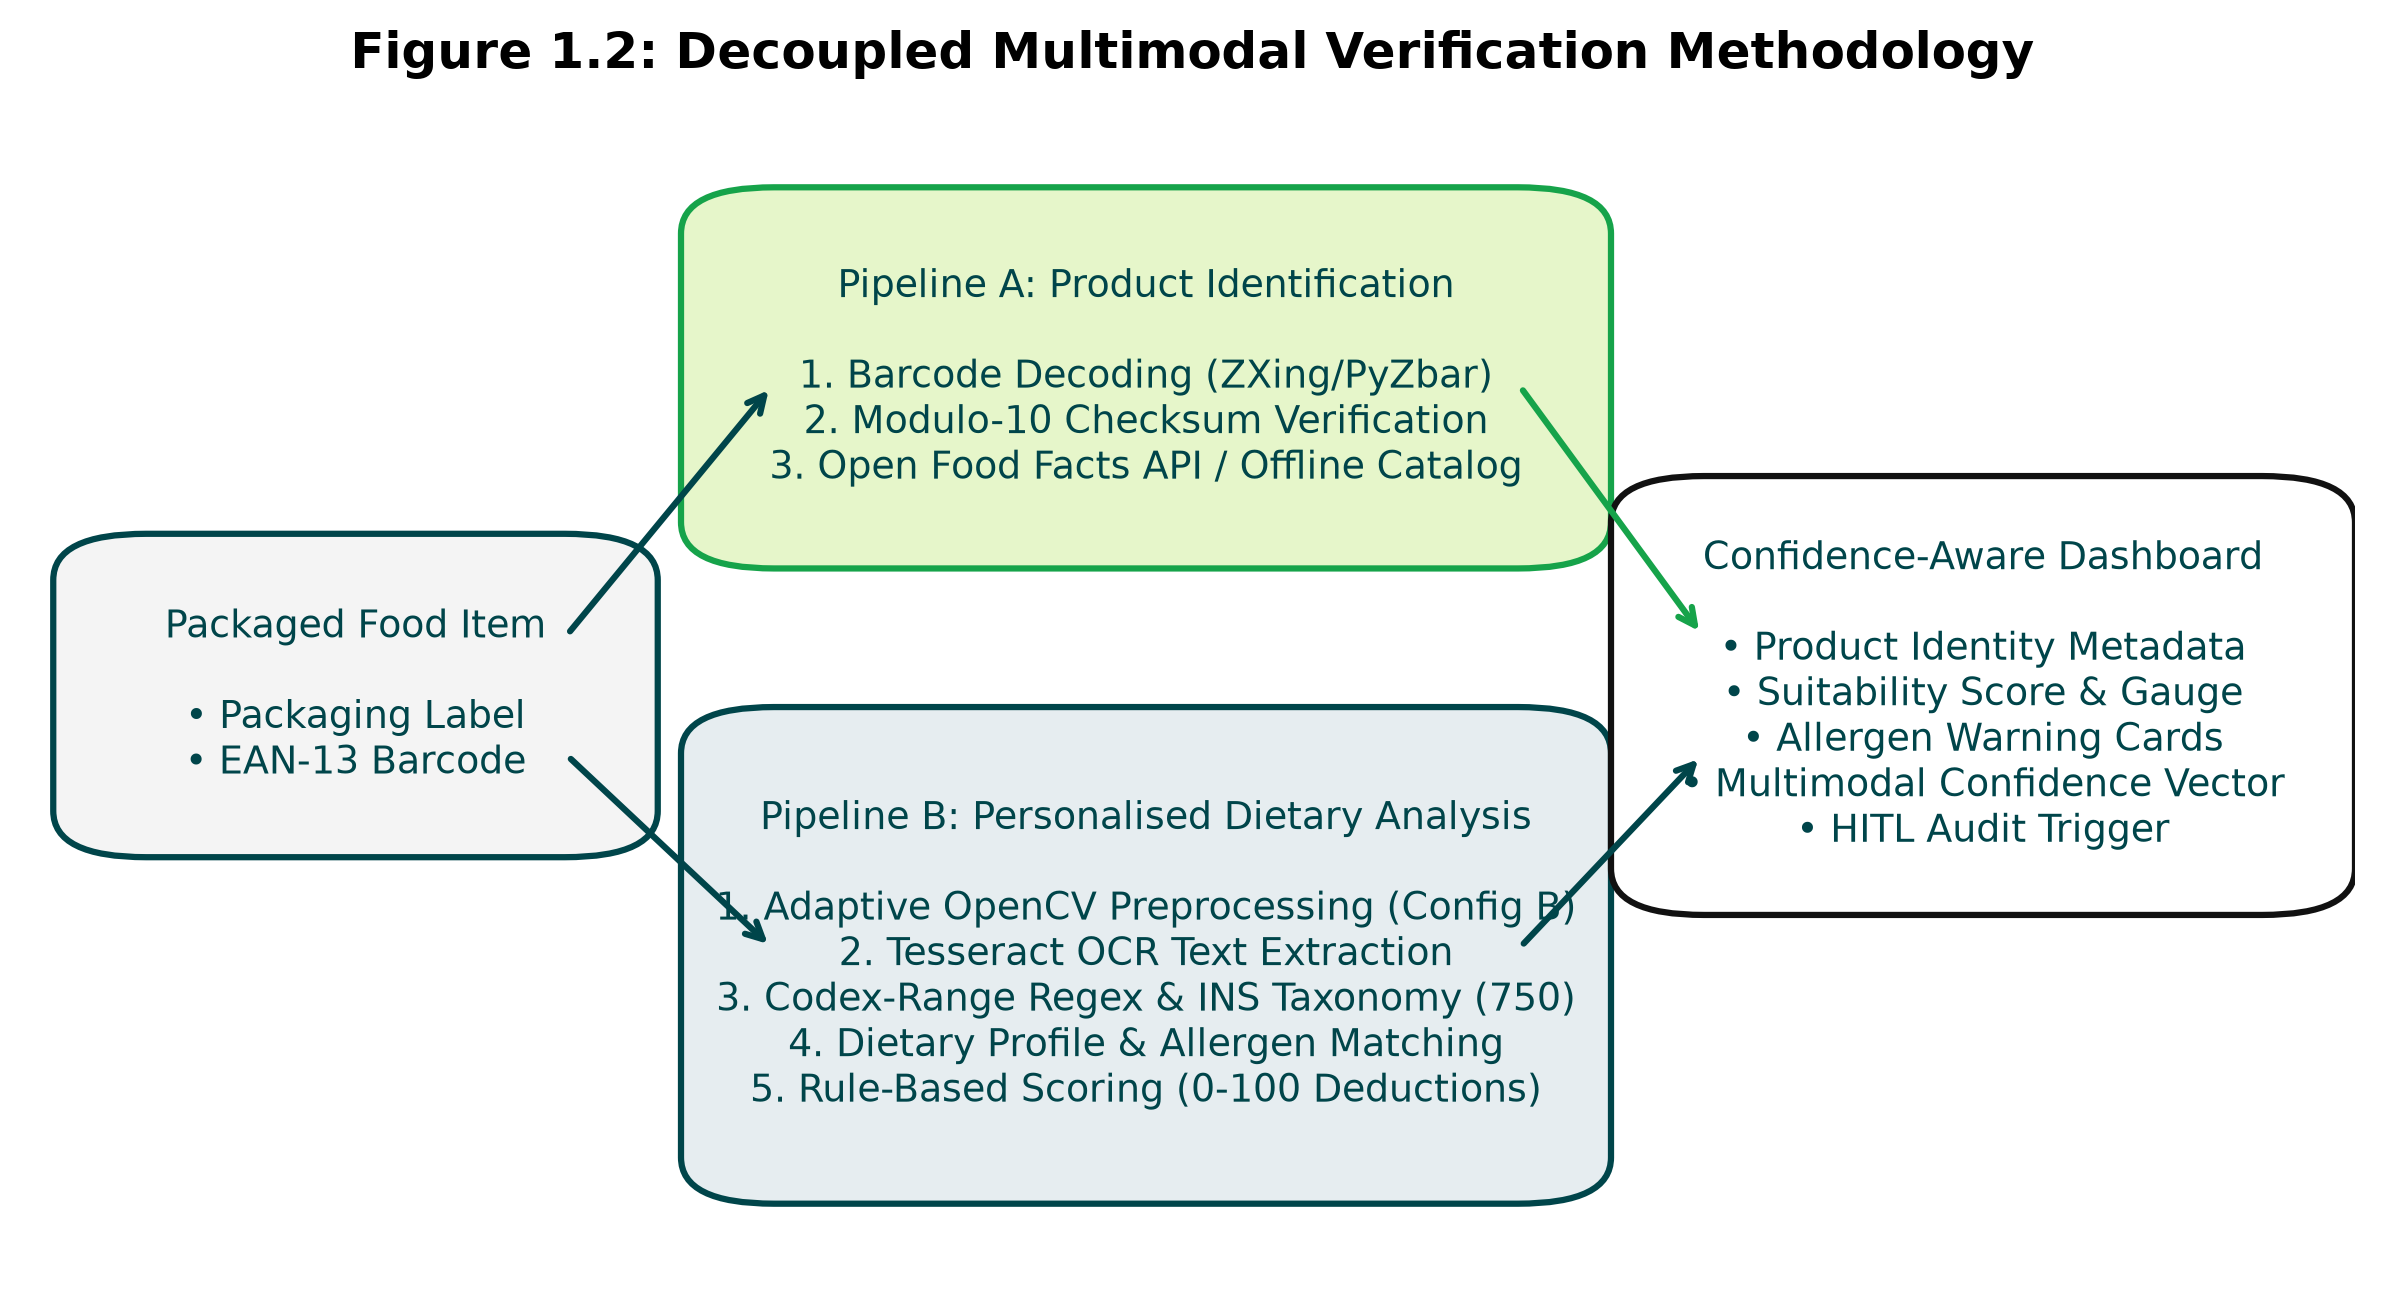 Figure 1.2: Decoupled Multimodal Verification Methodology
Packaged Food Item
• Packaging Label
• EAN-13 Barcode
Pipeline A: Product Identification
1. Barcode Decoding (ZXing/PyZbar)
2. Modulo-10 Checksum Verification
3. Open Food Facts API / Offline Catalog
Pipeline B: Personalised Dietary Analysis
1. Adaptive OpenCV Preprocessing (Config B)
2. Tesseract OCR Text Extraction
3. Codex-Range Regex & INS Taxonomy (750)
4. Dietary Profile & Allergen Matching
5. Rule-Based Scoring (0-100 Deductions)
Confidence-Aware Dashboard
• Product Identity Metadata
• Suitability Score & Gauge
• Allergen Warning Cards
• Multimodal Confidence Vector
• HITL Audit Trigger